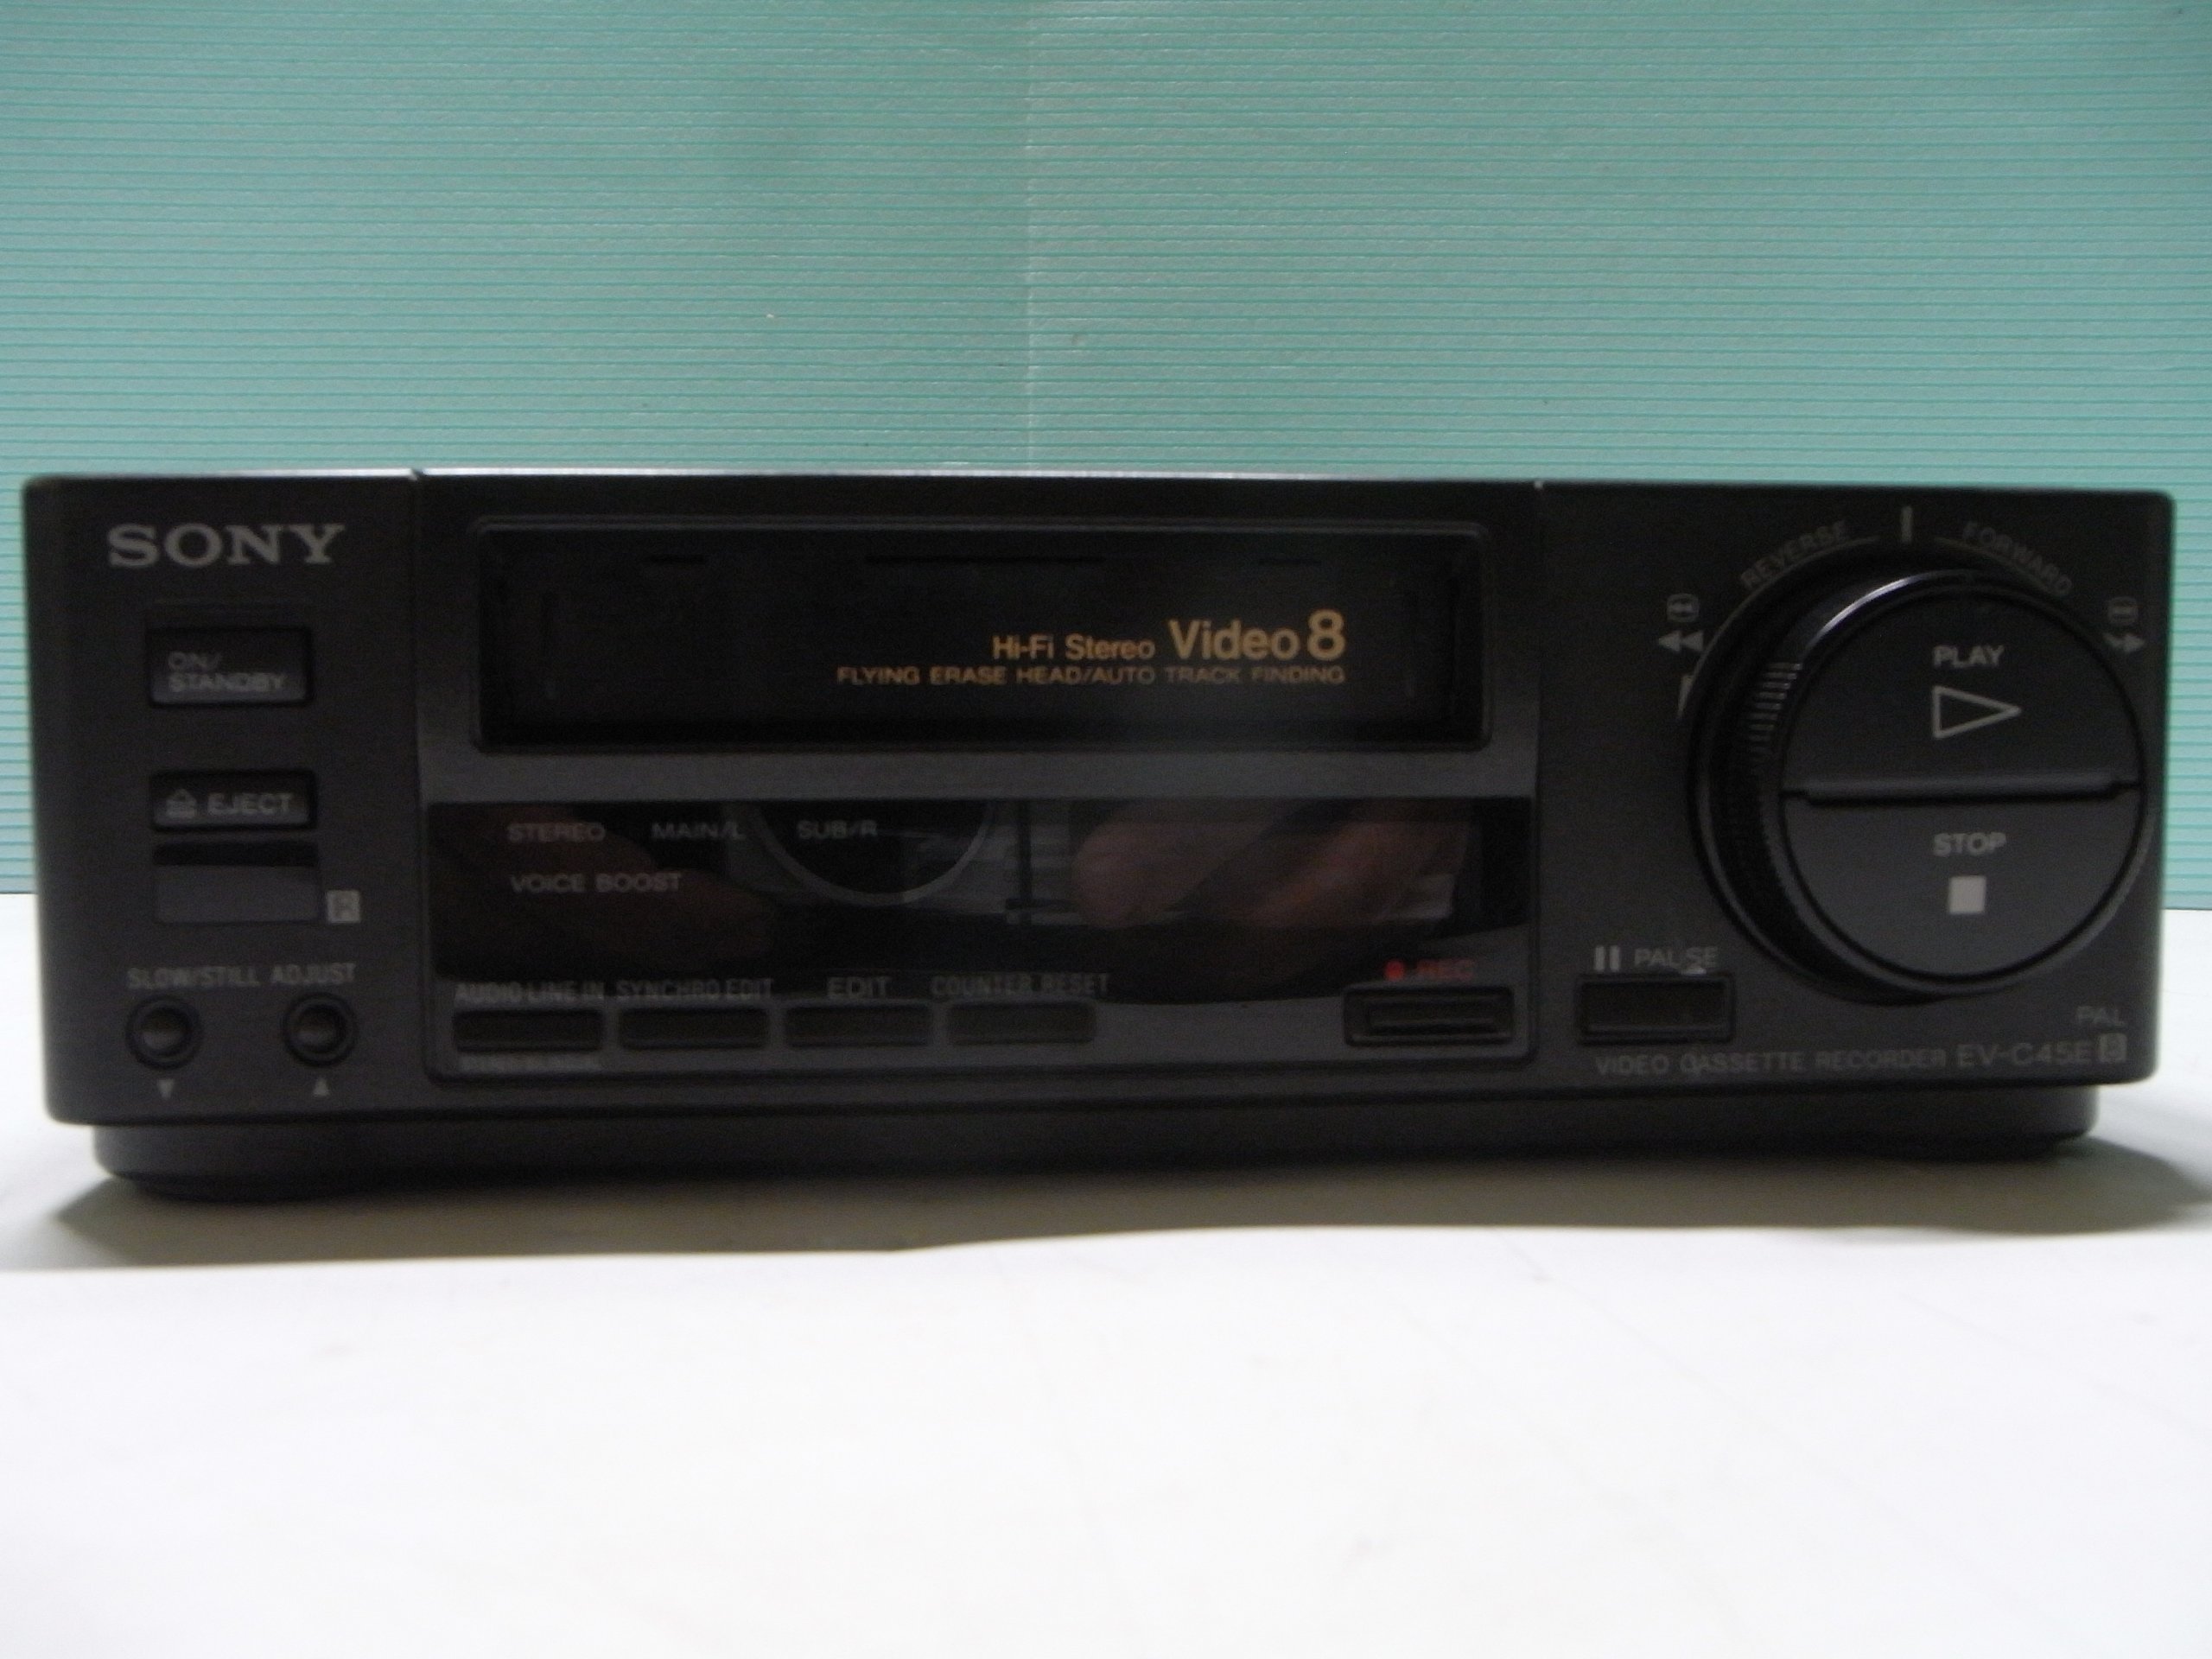 SONY
ON/
STANDBY
EJECT
SLOW/STILL ADJUST
Hi-Fi Stereo Video 8
FLYING ERASE HEAD/AUTO TRACK FINDING
STEREO MAIN/L SUB/R
VOICE BOOST
AUDIO LINE IN SYNCHRO EDIT EDIT COUNTER RESET
REC
REVERSE FORWARD
PLAY
STOP
PAUSE
PAL
VIDEO CASSETTE RECORDER EV-C45E 8